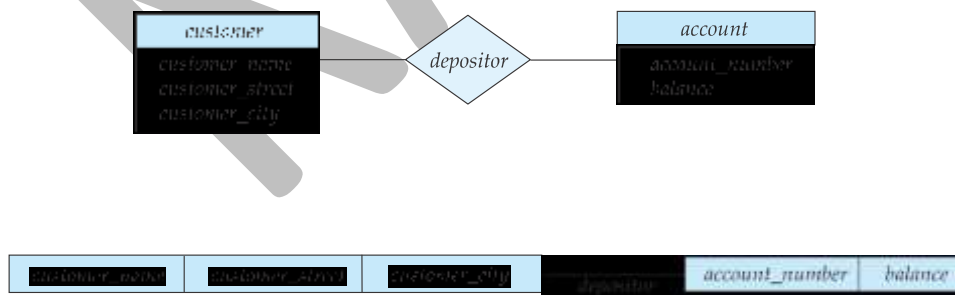 customer
account
depositor
customer_name
customer_street
customer_city
account_number
balance
customer_name customer_street customer_city depositor account_number balance